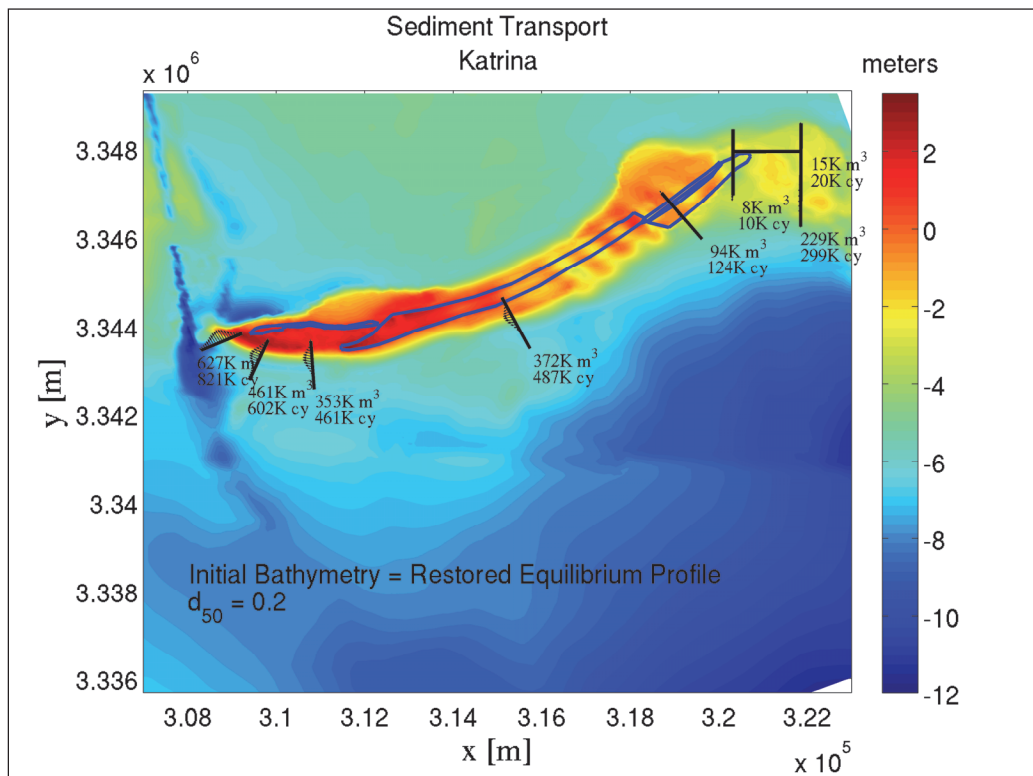 Sediment Transport
Katrina
x 10^6
meters
3.348
3.346
3.344
3.342
3.34
3.338
3.336
y [m]
15K m^3
20K cy
8K m^3
10K cy
229K m^3
299K cy
94K m^3
124K cy
372K m^3
487K cy
627K m
821K cy
461K m^3
602K cy
353K m^3
461K cy
Initial Bathymetry = Restored Equilibrium Profile
d_50 = 0.2
2
0
-2
-4
-6
-8
-10
-12
3.08 3.1 3.12 3.14 3.16 3.18 3.2 3.22
x [m]
x 10^5